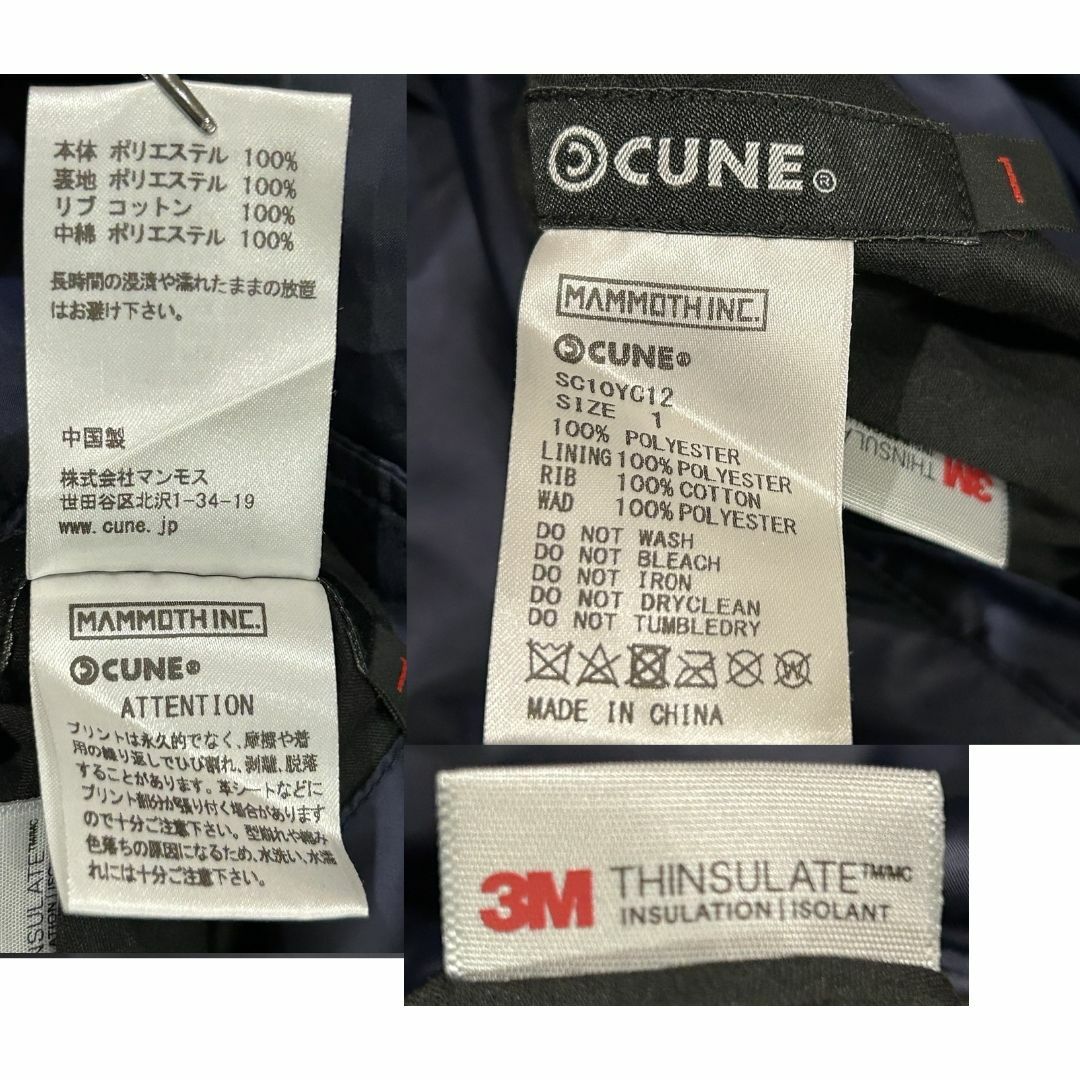 本体 ポリエステル 100%
裏地 ポリエステル 100%
リブ コットン 100%
中綿 ポリエステル 100%
長時間の浸漬や濡れたままの放置
はお避け下さい。
中国製
株式会社マンモス
世田谷区北沢1-34-19
www.cune.jp
MAMMOTH INC.
CUNE®
ATTENTION
プリントは永久的でなく、摩擦や着
用の繰り返しでひび割れ、剥離、脱落
することがあります。革シートなどに
プリント部分が張り付く場合があります
ので十分ご注意下さい。型崩れや縮み
色落ちの原因になるため、水洗い、水濡
れには十分ご注意下さい。
NSULATE TM/MC
CUNE®
1
MAMMOTH INC.
CUNE®
SC10YC12
SIZE 1
100% POLYESTER
LINING 100% POLYESTER
RIB 100% COTTON
WAD 100% POLYESTER
DO NOT WASH
DO NOT BLEACH
DO NOT IRON
DO NOT DRYCLEAN
DO NOT TUMBLEDRY
W
MADE IN CHINA
3M THINSULATE
3M THINSULATE TM/MC
INSULATION | ISOLANT